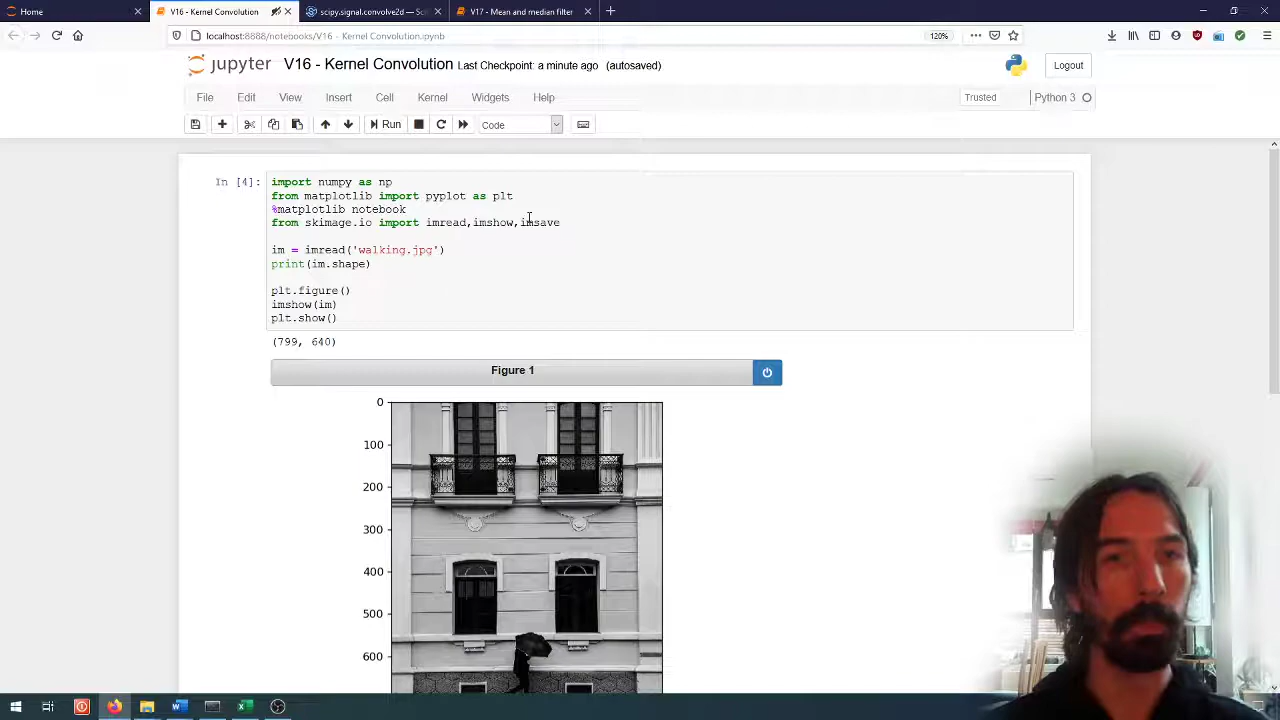 Home
V16 - Kernel Convolution
scipy.signal.convolve2d — Sci
V17 - Mean and median filter
localhost:8888/notebooks/V16 - Kernel Convolution.ipynb
120%
jupyter V16 - Kernel Convolution Last Checkpoint: a minute ago (autosaved)
Logout
File Edit View Insert Cell Kernel Widgets Help
Trusted
Python 3
Run
Code
In [4]:
import numpy as np
from matplotlib import pyplot as plt
%matplotlib notebook
from skimage.io import imread,imshow,imsave
im = imread('walking.jpg')
print(im.shape)
plt.figure()
imshow(im)
plt.show()
(799, 640)
Figure 1
0
100
200
300
400
500
600